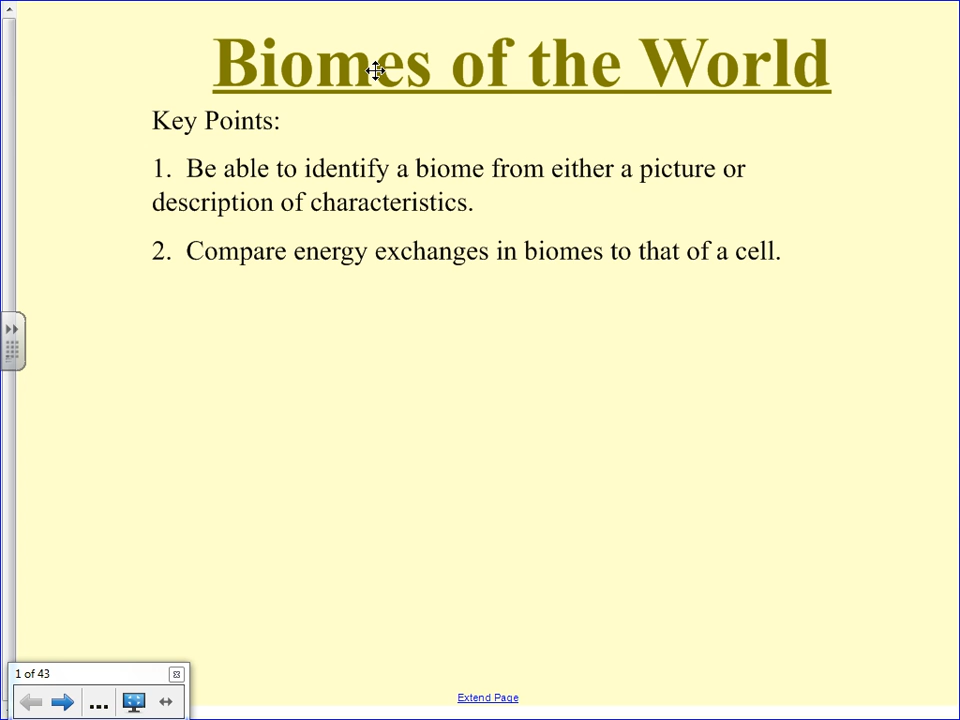 Biomes of the World
Key Points:
1. Be able to identify a biome from either a picture or
description of characteristics.
2. Compare energy exchanges in biomes to that of a cell.
Extend Page
1 of 43
...